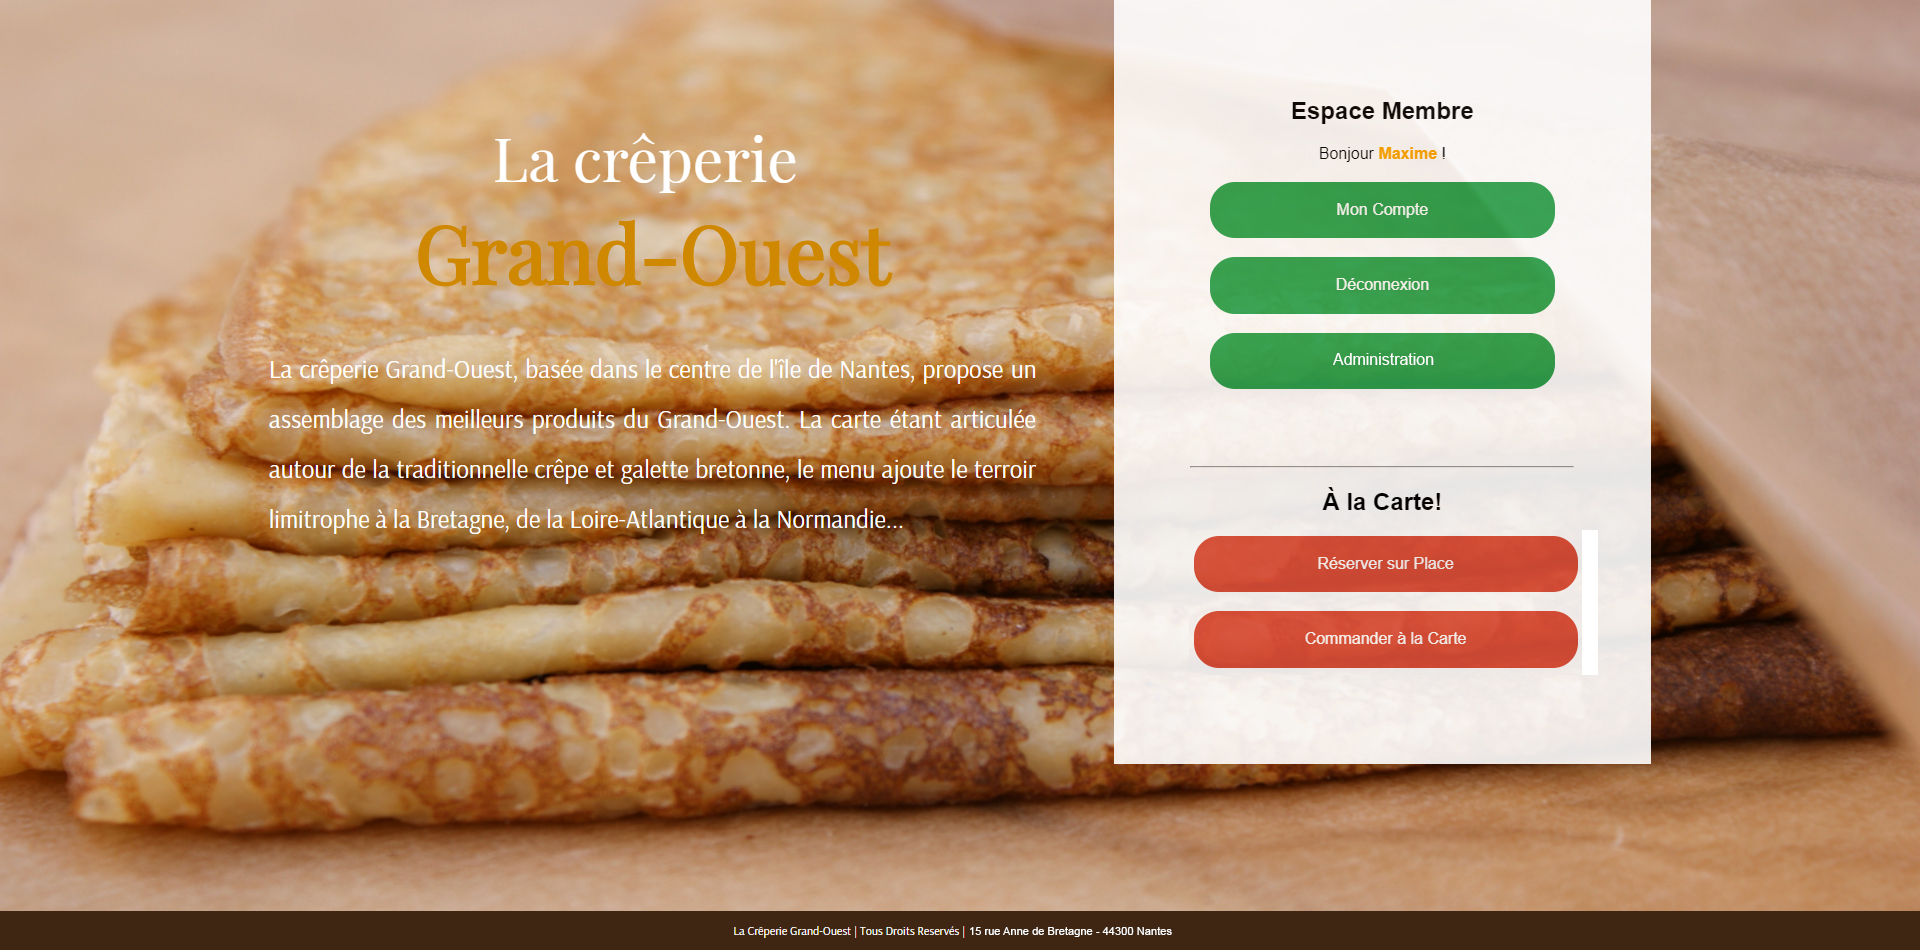 La crêperie
Grand-Ouest
La crêperie Grand-Ouest, basée dans le centre de l'île de Nantes, propose un
assemblage des meilleurs produits du Grand-Ouest. La carte étant articulée
autour de la traditionnelle crêpe et galette bretonne, le menu ajoute le terroir
limitrophe à la Bretagne, de la Loire-Atlantique à la Normandie...
Espace Membre
Bonjour Maxime !
Mon Compte
Déconnexion
Administration
À la Carte!
Réserver sur Place
Commander à la Carte
La Crêperie Grand-Ouest | Tous Droits Reservés | 15 rue Anne de Bretagne - 44300 Nantes